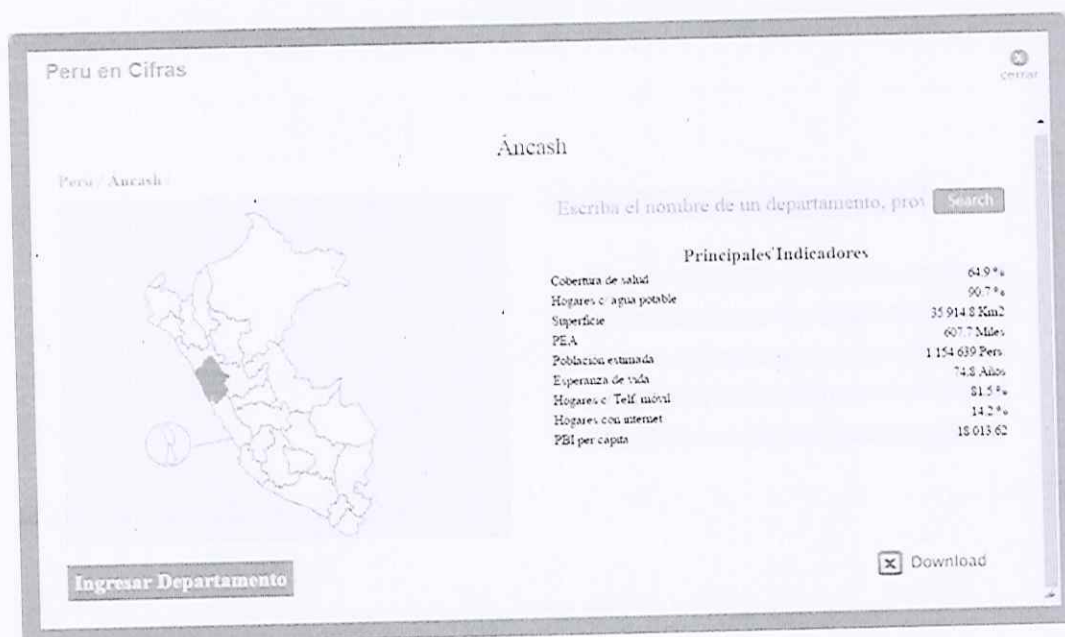 Peru en Cifras
cerrar
Áncash
Peru / Áncash /
Escriba el nombre de un departamento, prov
Search
Principales Indicadores
Cobertura de salud 64.9 %
Hogares c/ agua potable 90.7 %
Superficie 35 914.8 Km2
PEA 607.7 Miles
Población estimada 1 154 639 Pers.
Esperanza de vida 74.8 Años
Hogares c/ Telf. móvil 81.5 %
Hogares con internet 14.2 %
PBI per capita 18 013.62
Download
Ingresar Departamento